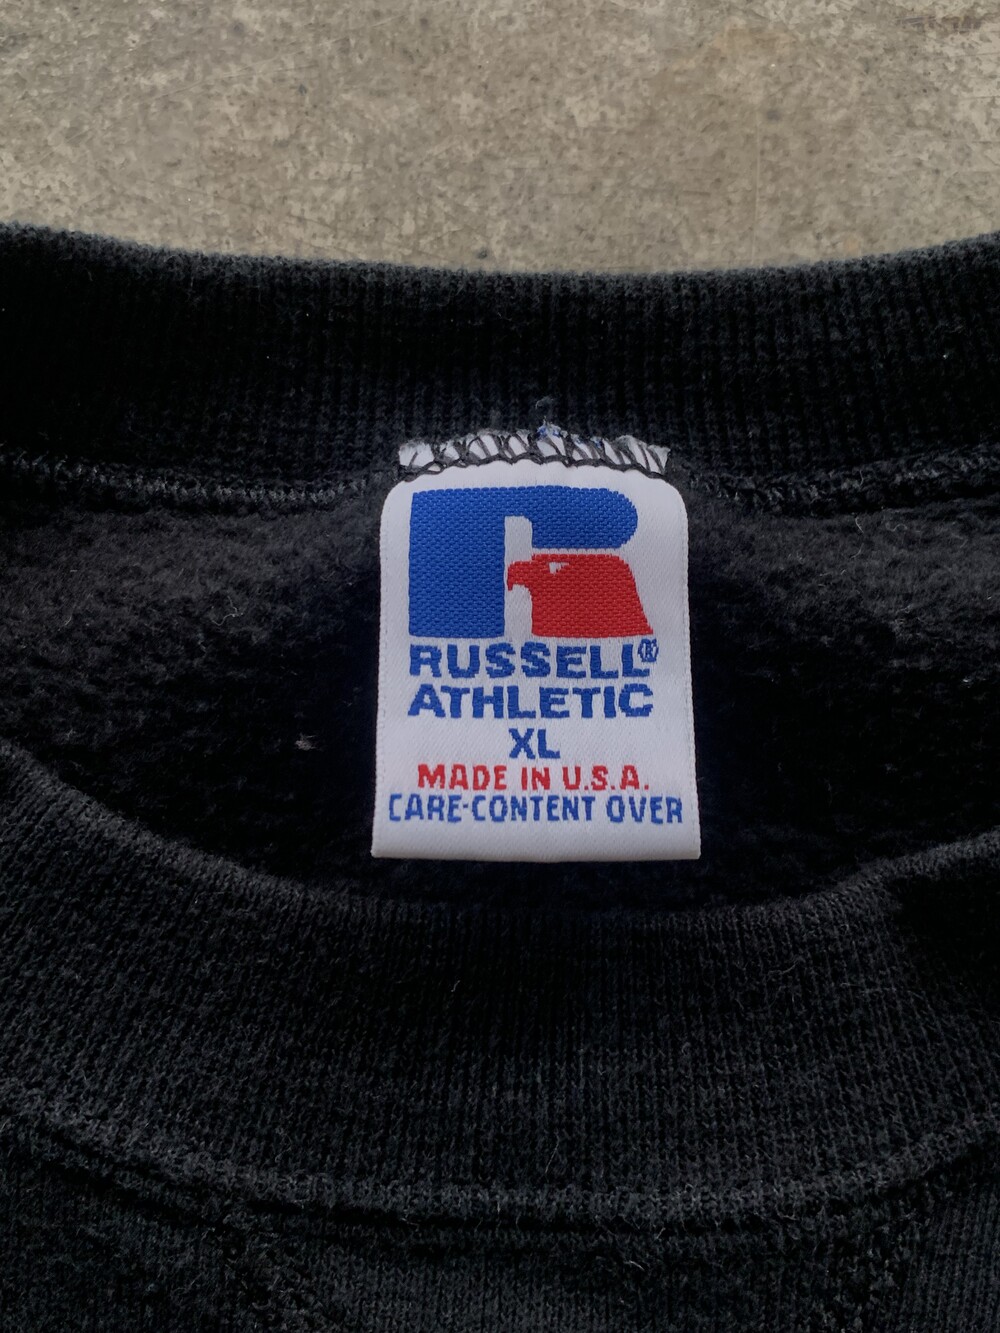 RUSSELL®
ATHLETIC
XL
MADE IN U.S.A.
CARE-CONTENT OVER